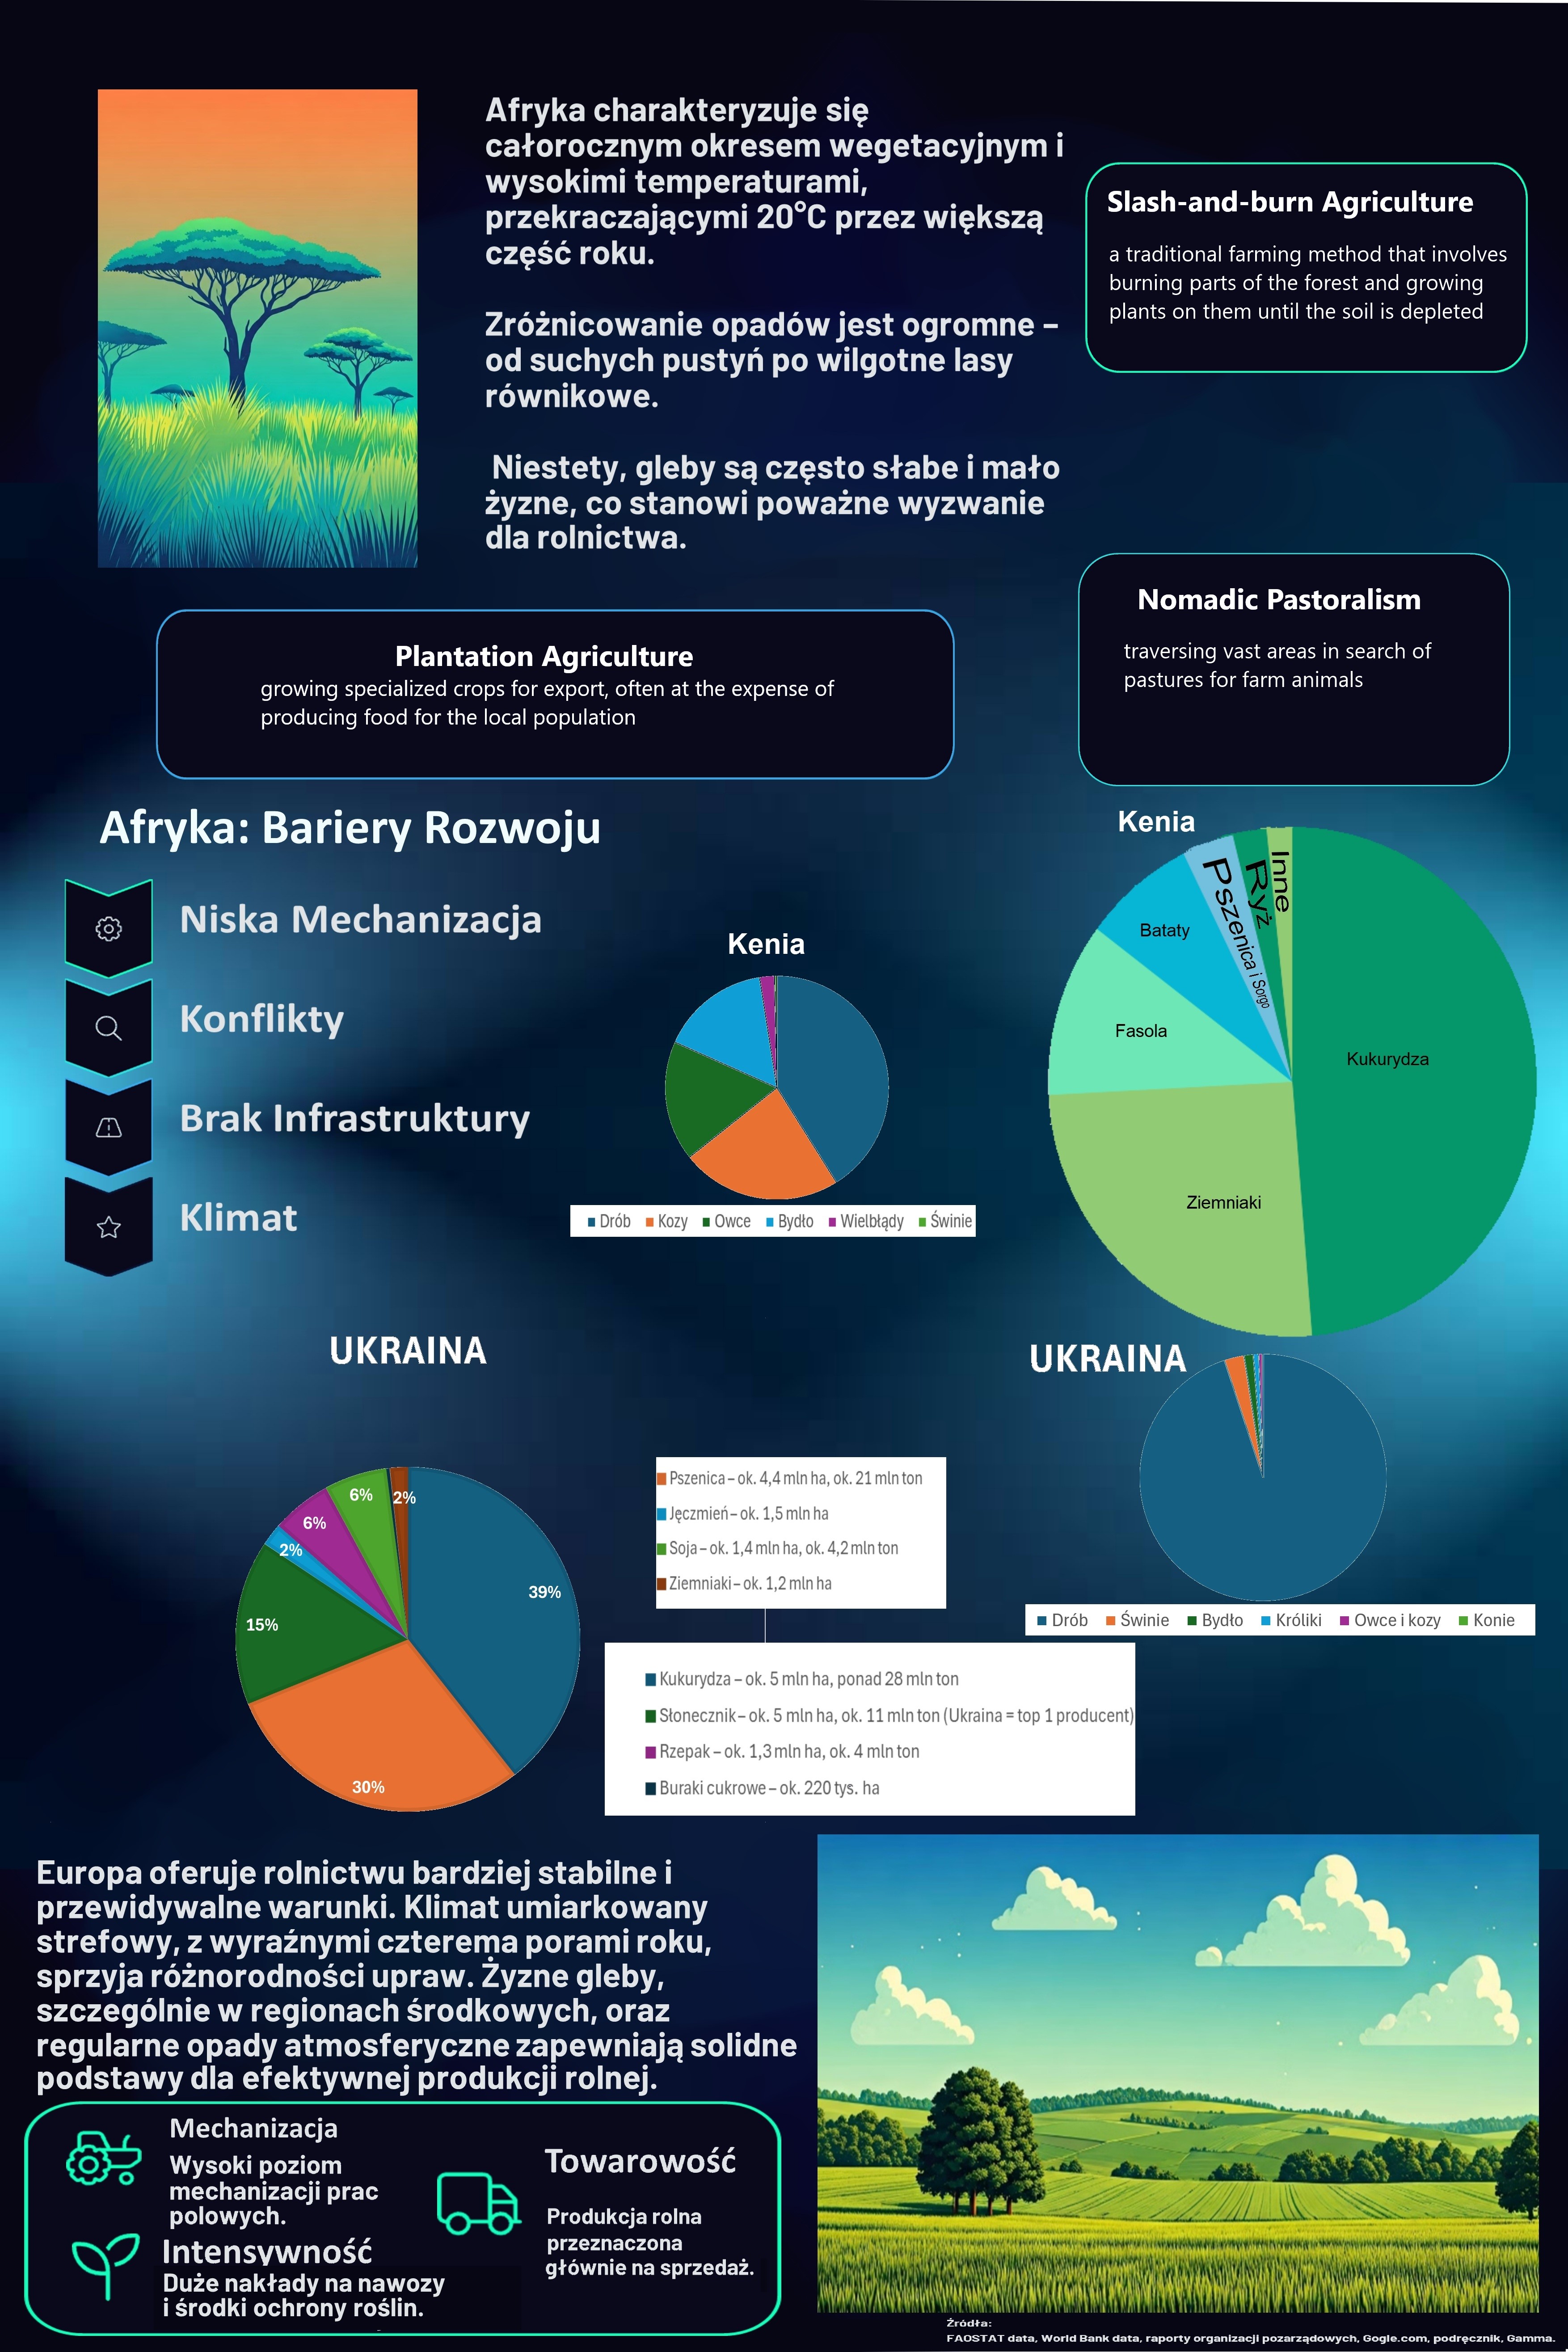 Afryka charakteryzuje się
całorocznym okresem wegetacyjnym i
wysokimi temperaturami,
przekraczającymi 20°C przez większą
część roku.
Zróżnicowanie opadów jest ogromne –
od suchych pustyń po wilgotne lasy
równikowe.
Niestety, gleby są często słabe i mało
żyzne, co stanowi poważne wyzwanie
dla rolnictwa.
Slash-and-burn Agriculture
a traditional farming method that involves
burning parts of the forest and growing
plants on them until the soil is depleted
Plantation Agriculture
growing specialized crops for export, often at the expense of
producing food for the local population
Nomadic Pastoralism
traversing vast areas in search of
pastures for farm animals
Afryka: Bariery Rozwoju
Niska Mechanizacja
Konflikty
Brak Infrastruktury
Klimat
Kenia
Drób Kozy Owce Bydło Wielbłądy Świnie
Kenia
Inne
Ryż
Pszenica i Sorgo
Bataty
Fasola
Kukurydza
Ziemniaki
UKRAINA
6%
2%
6%
2%
39%
15%
30%
Pszenica – ok. 4,4 mln ha, ok. 21 mln ton
Jęczmień – ok. 1,5 mln ha
Soja – ok. 1,4 mln ha, ok. 4,2 mln ton
Ziemniaki – ok. 1,2 mln ha
Kukurydza – ok. 5 mln ha, ponad 28 mln ton
Słonecznik – ok. 5 mln ha, ok. 11 mln ton (Ukraina = top 1 producent)
Rzepak – ok. 1,3 mln ha, ok. 4 mln ton
Buraki cukrowe – ok. 220 tys. ha
UKRAINA
Drób Świnie Bydło Króliki Owce i kozy Konie
Europa oferuje rolnictwu bardziej stabilne i
przewidywalne warunki. Klimat umiarkowany
strefowy, z wyraźnymi czterema porami roku,
sprzyja różnorodności upraw. Żyzne gleby,
szczególnie w regionach środkowych, oraz
regularne opady atmosferyczne zapewniają solidne
podstawy dla efektywnej produkcji rolnej.
Mechanizacja
Wysoki poziom
mechanizacji prac
polowych.
Intensywność
Duże nakłady na nawozy
i środki ochrony roślin.
Towarowość
Produkcja rolna
przeznaczona
głównie na sprzedaż.
Źródła:
FAOSTAT data, World Bank data, raporty organizacji pozarządowych, Gogle.com, podręcznik, Gamma.